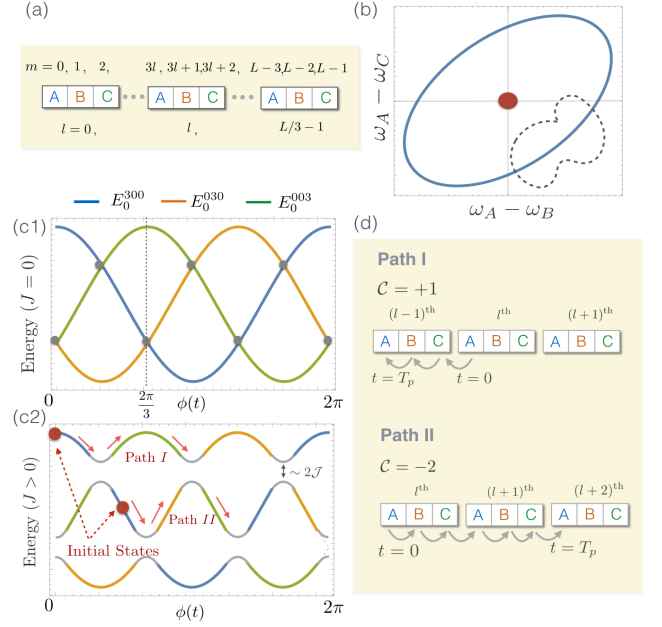 (a)
m = 0, 1, 2, 3l, 3l + 1, 3l + 2, L − 3, L − 2, L − 1
A B C A B C A B C
l = 0, l, L/3 − 1
(b)
ω_A − ω_C
ω_A − ω_B
E_0^{300} E_0^{030} E_0^{003}
(c1)
Energy (J = 0)
2π/3
ϕ(t)
2π
(c2)
Energy (J > 0)
Path I
∼ 2𝒥
Path II
Initial States
0
ϕ(t)
2π
(d)
Path I
𝒞 = +1
(l − 1)^th l^th (l + 1)^th
A B C A B C A B C
t = T_p t = 0
Path II
𝒞 = −2
l^th (l + 1)^th (l + 2)^th
A B C A B C A B C
t = 0 t = T_p